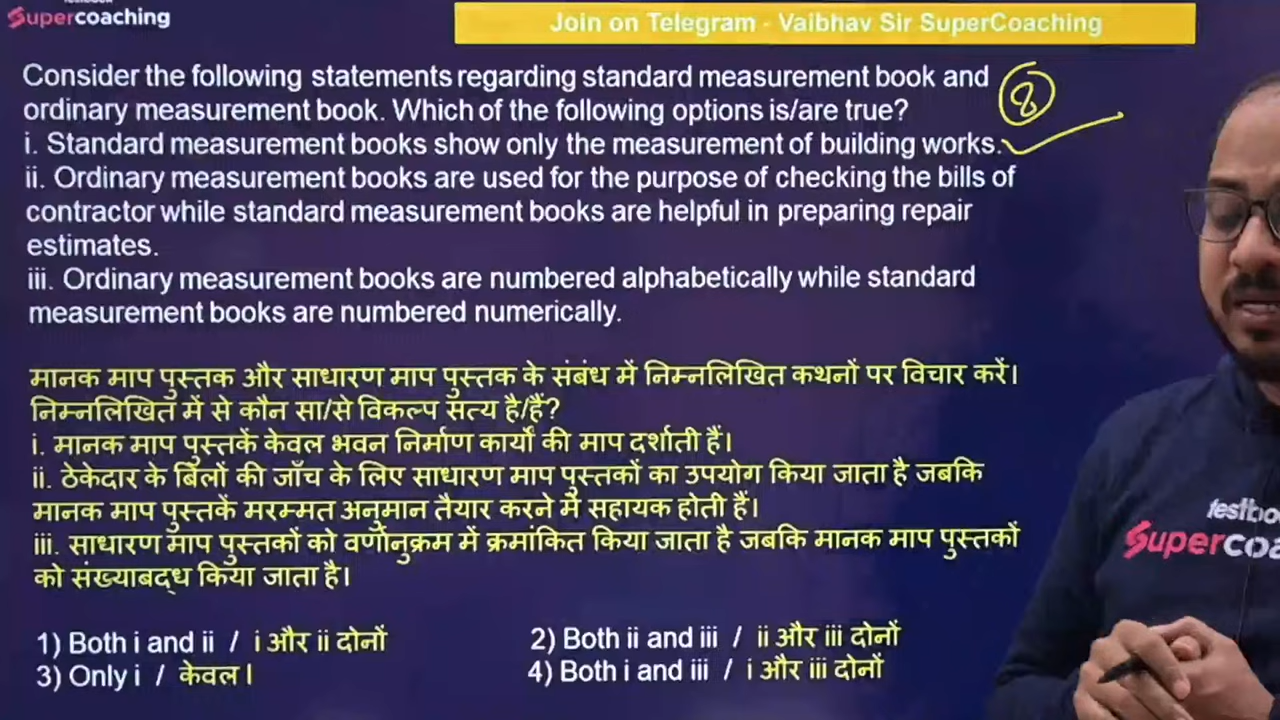 testbook
Supercoaching
Join on Telegram - Vaibhav Sir SuperCoaching
Consider the following statements regarding standard measurement book and
ordinary measurement book. Which of the following options is/are true?
8
i. Standard measurement books show only the measurement of building works.
ii. Ordinary measurement books are used for the purpose of checking the bills of
contractor while standard measurement books are helpful in preparing repair
estimates.
iii. Ordinary measurement books are numbered alphabetically while standard
measurement books are numbered numerically.
मानक माप पुस्तक और साधारण माप पुस्तक के संबंध में निम्नलिखित कथनों पर विचार करें।
निम्नलिखित में से कौन सा/से विकल्प सत्य है/हैं?
i. मानक माप पुस्तकें केवल भवन निर्माण कार्यों की माप दर्शाती हैं।
ii. ठेकेदार के बिलों की जाँच के लिए साधारण माप पुस्तकों का उपयोग किया जाता है जबकि
मानक माप पुस्तकें मरम्मत अनुमान तैयार करने में सहायक होती हैं।
iii. साधारण माप पुस्तकों को वर्णानुक्रम में क्रमांकित किया जाता है जबकि मानक माप पुस्तकों
को संख्याबद्ध किया जाता है।
1) Both i and ii / i और ii दोनों
2) Both ii and iii / ii और iii दोनों
3) Only i / केवल I
4) Both i and iii / i और iii दोनों
testbo
Supercoa